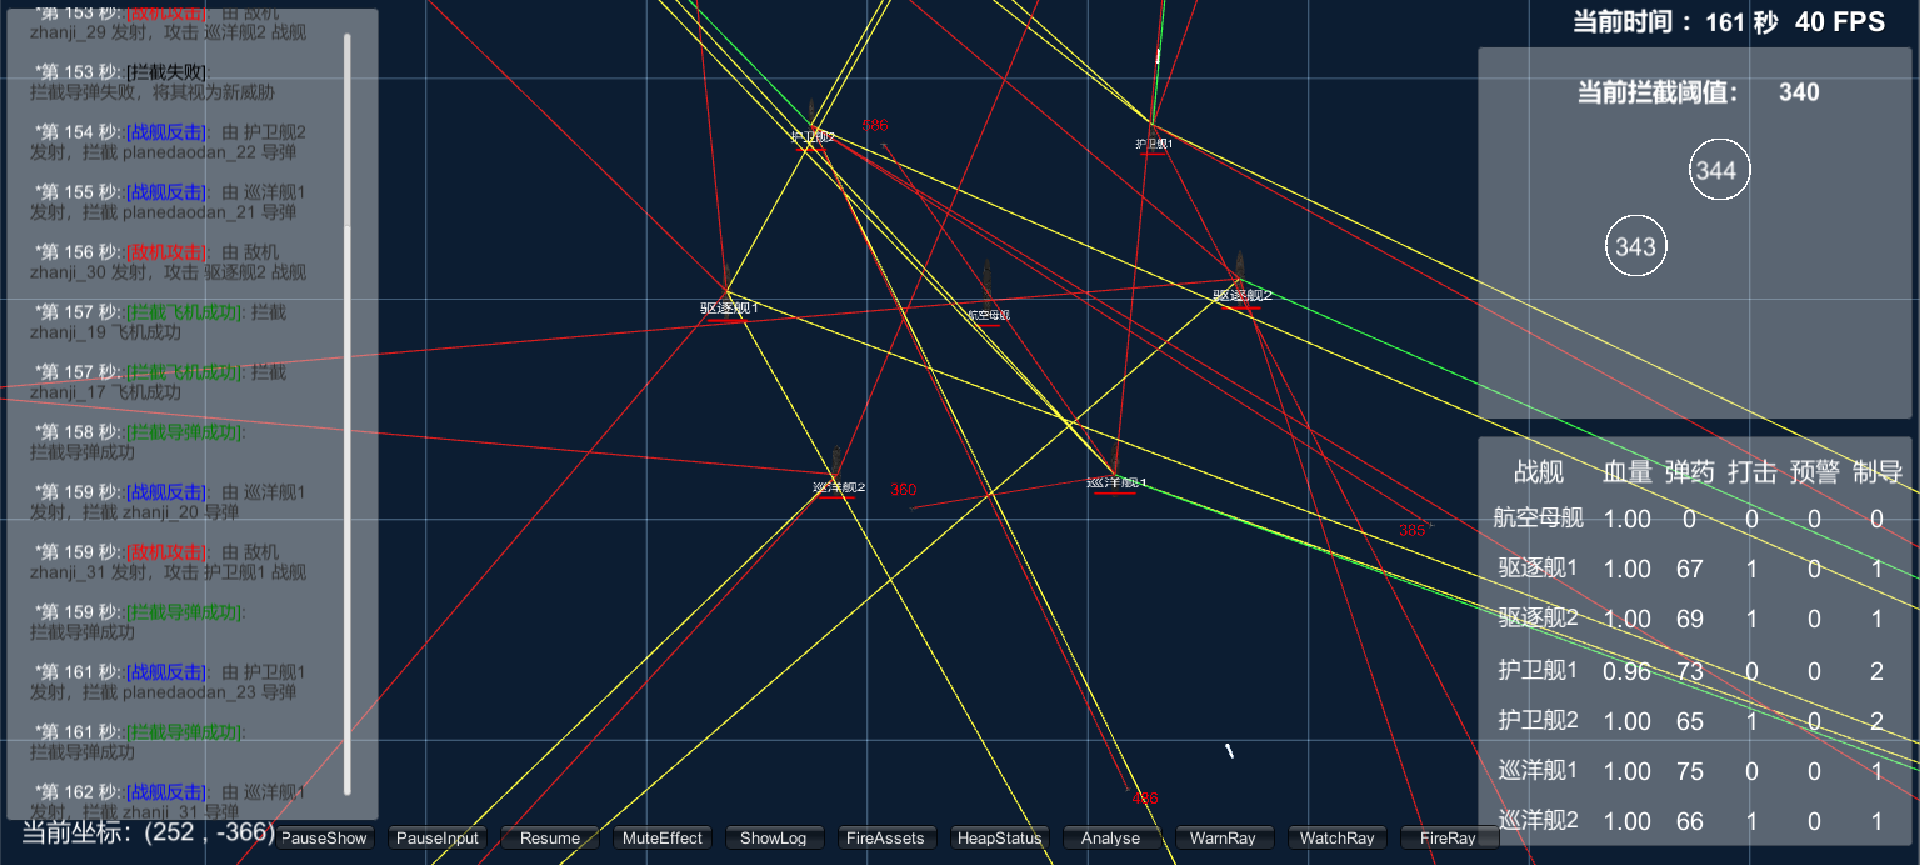 *第 153 秒: [敌机攻击]: 由 敌机
zhanji_29 发射，攻击 巡洋舰2 战舰
*第 153 秒: [拦截失败]:
拦截导弹失败，将其视为新威胁
*第 154 秒: [战舰反击]: 由 护卫舰2
发射，拦截 planedaodan_22 导弹
*第 155 秒: [战舰反击]: 由 巡洋舰1
发射，拦截 planedaodan_21 导弹
*第 156 秒: [敌机攻击]: 由 敌机
zhanji_30 发射，攻击 驱逐舰2 战舰
*第 157 秒: [拦截飞机成功]: 拦截
zhanji_19 飞机成功
*第 157 秒: [拦截飞机成功]: 拦截
zhanji_17 飞机成功
*第 158 秒: [拦截导弹成功]:
拦截导弹成功
*第 159 秒: [战舰反击]: 由 巡洋舰1
发射，拦截 zhanji_20 导弹
*第 159 秒: [敌机攻击]: 由 敌机
zhanji_31 发射，攻击 护卫舰1 战舰
*第 159 秒: [拦截导弹成功]:
拦截导弹成功
*第 161 秒: [战舰反击]: 由 护卫舰1
发射，拦截 planedaodan_23 导弹
*第 161 秒: [拦截导弹成功]:
拦截导弹成功
*第 162 秒: [战舰反击]: 由 巡洋舰1
发射，拦截 zhanji_31 导弹
当前坐标：(252 , -366)
护卫舰2
586
护卫舰1
驱逐舰1
航空母舰
驱逐舰2
巡洋舰2
360
巡洋舰1
385
486
当前时间： 161 秒 40 FPS
当前拦截阈值： 340
344
343
战舰 血量 弹药 打击 预警 制导
航空母舰 1.00 0 0 0 0
驱逐舰1 1.00 67 1 0 1
驱逐舰2 1.00 69 1 0 1
护卫舰1 0.96 73 0 0 2
护卫舰2 1.00 65 1 0 2
巡洋舰1 1.00 75 0 0 1
巡洋舰2 1.00 66 1 0 1
PauseShow PauseInput Resume MuteEffect ShowLog FireAssets HeapStatus Analyse WarnRay WatchRay FireRay